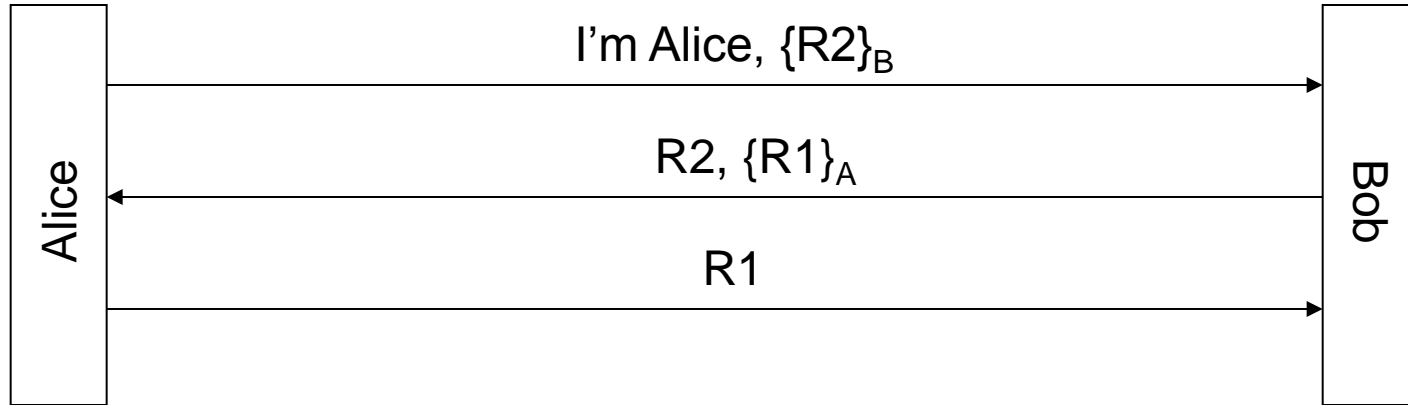 I’m Alice, {R2}B
R2, {R1}A
R1
Alice
Bob